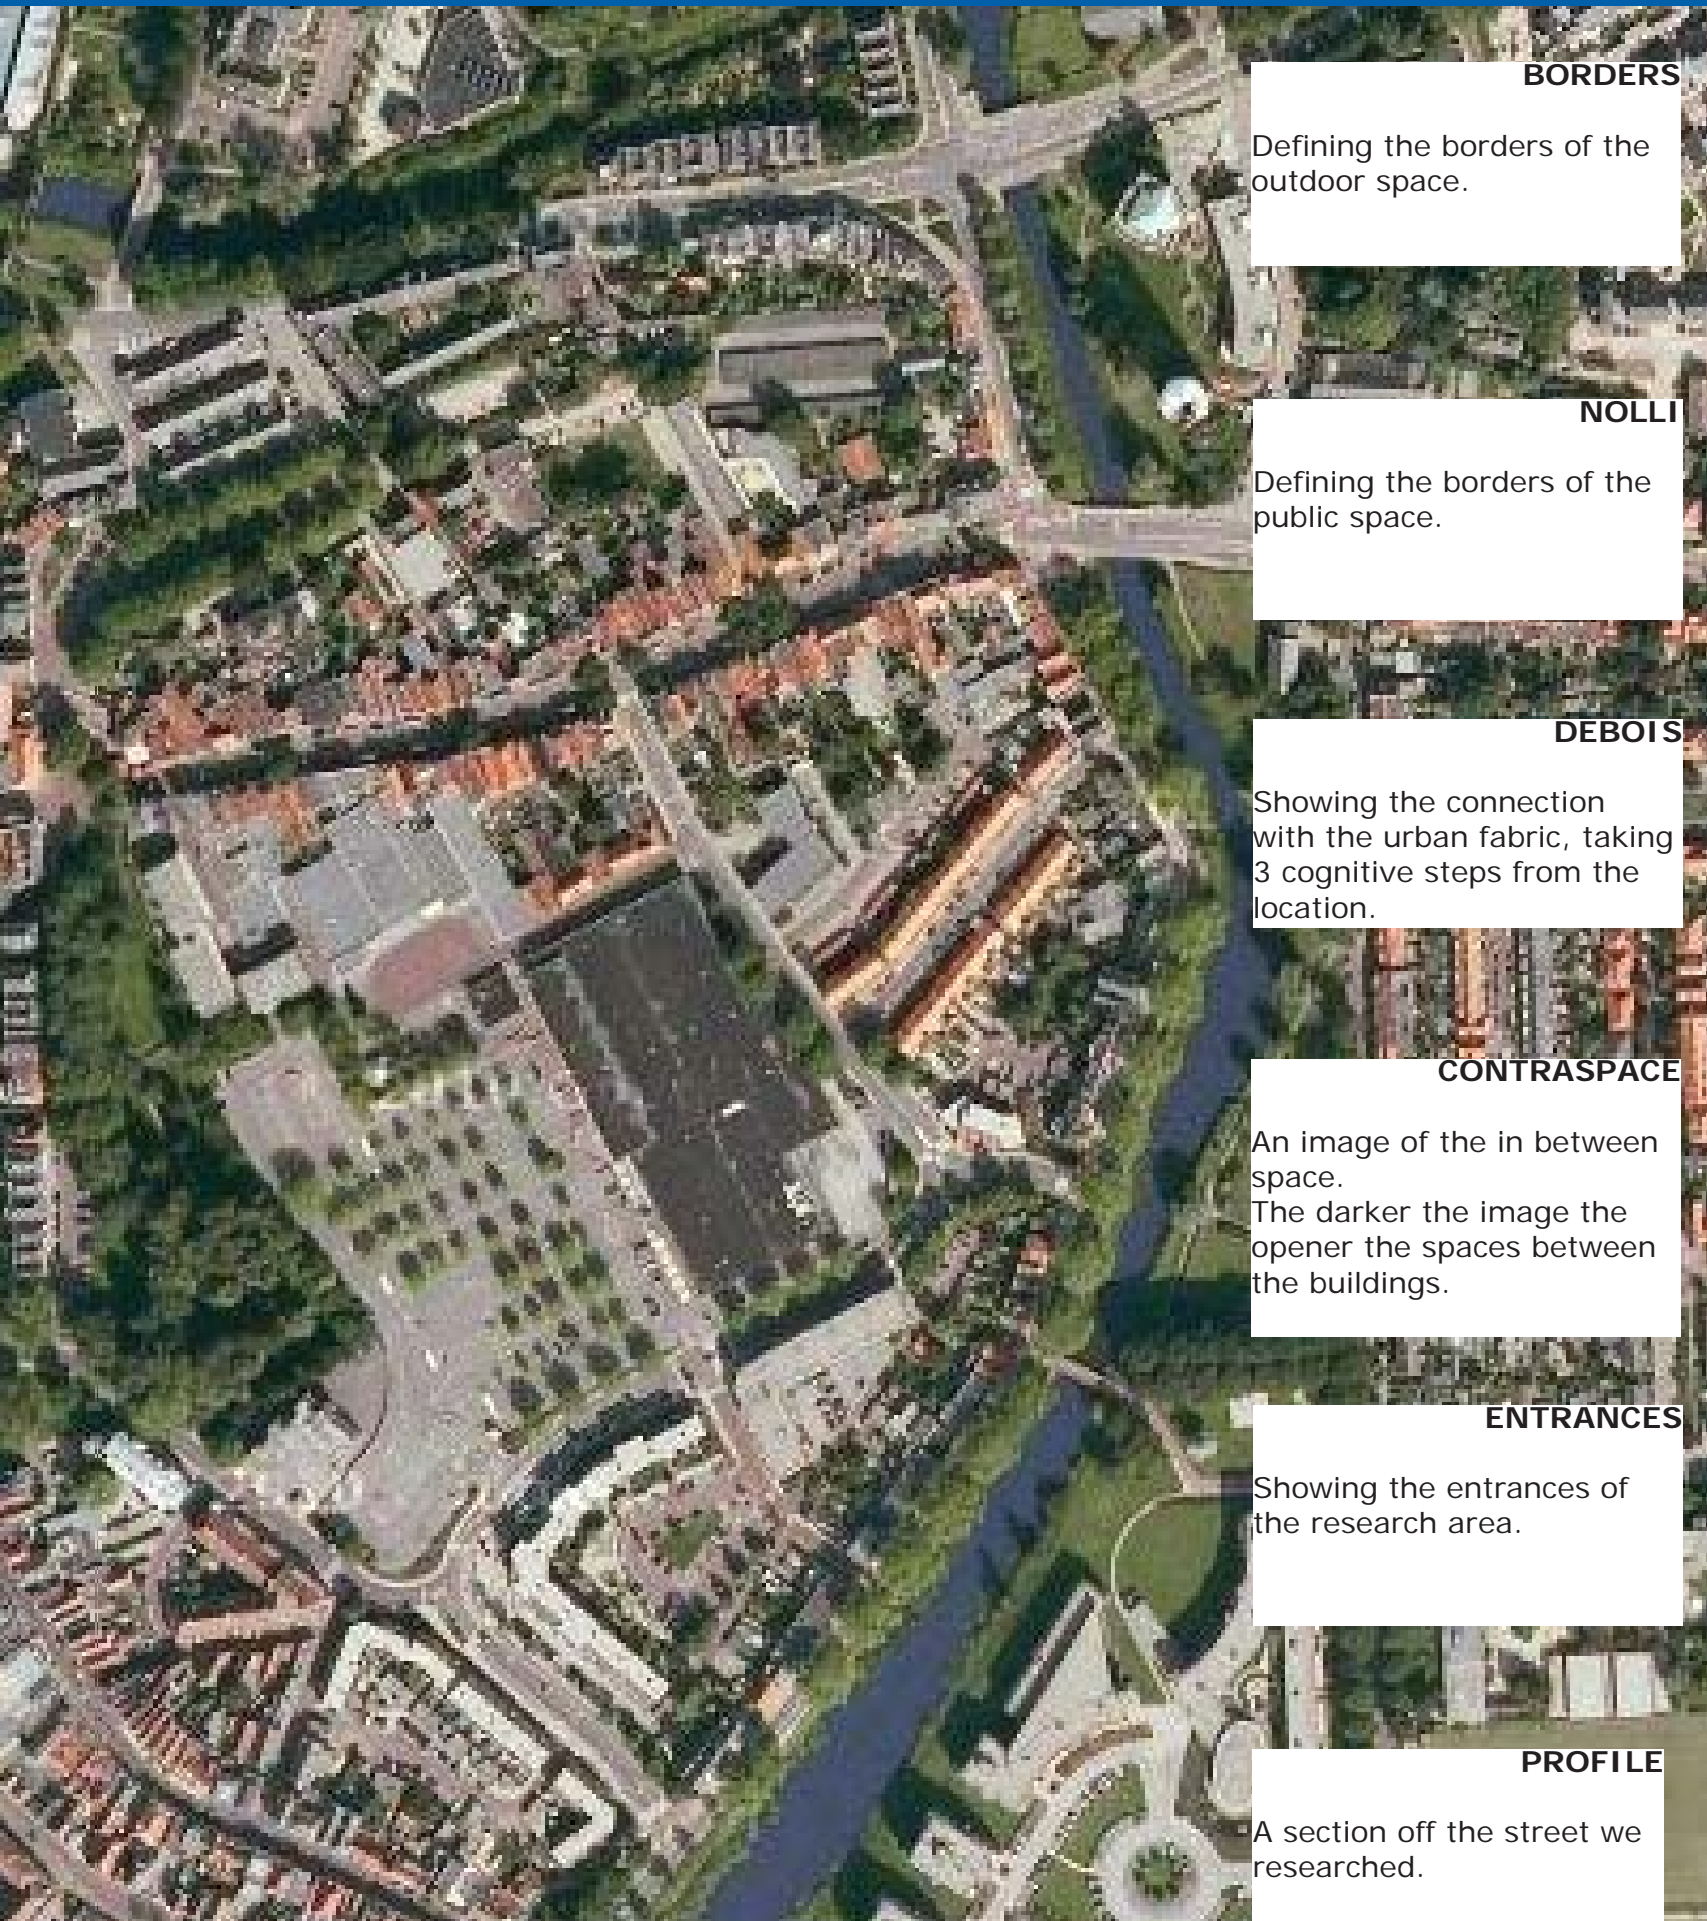 BORDERS
Defining the borders of the
outdoor space.
NOLLI
Defining the borders of the
public space.
DEBOIS
Showing the connection
with the urban fabric, taking
3 cognitive steps from the
location.
CONTRASPACE
An image of the in between
space.
The darker the image the
opener the spaces between
the buildings.
ENTRANCES
Showing the entrances of
the research area.
PROFILE
A section off the street we
researched.